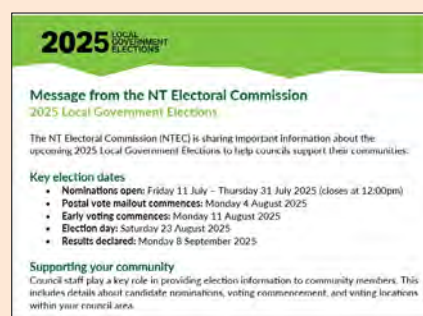 2025 LOCAL
GOVERNMENT
ELECTIONS
Message from the NT Electoral Commission
2025 Local Government Elections
The NT Electoral Commission (NTEC) is sharing important information about the
upcoming 2025 Local Government Elections to help councils support their communities.
Key election dates
• Nominations open: Friday 11 July – Thursday 31 July 2025 (closes at 12:00pm)
• Postal vote mailout commences: Monday 4 August 2025
• Early voting commences: Monday 11 August 2025
• Election day: Saturday 23 August 2025
• Results declared: Monday 8 September 2025
Supporting your community
Council staff play a key role in providing election information to community members. This
includes details about candidate nominations, voting commencement, and voting locations
within your council area.